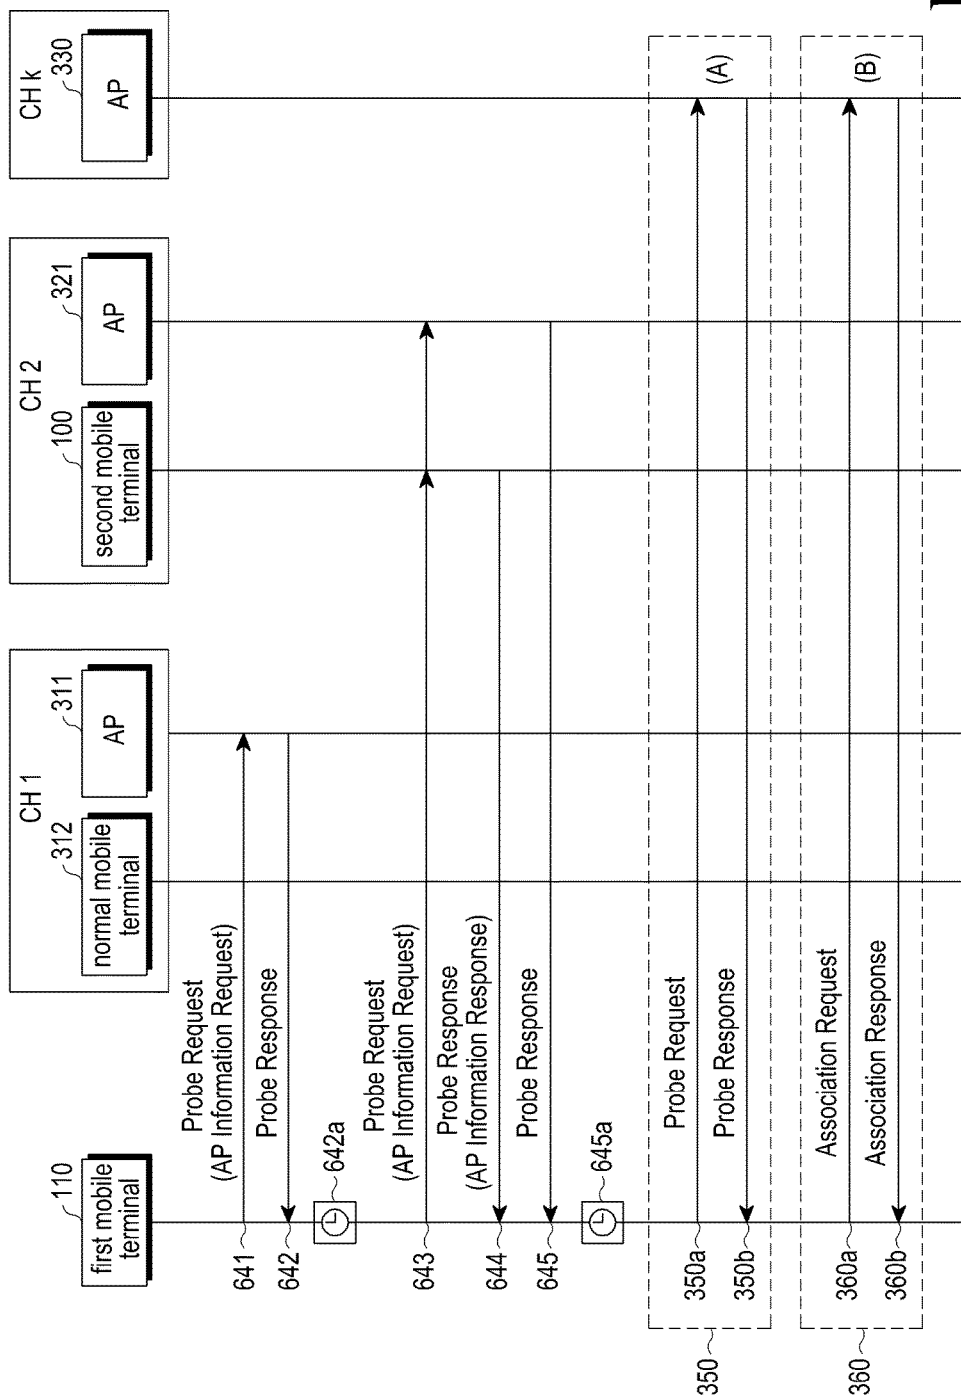 110
first mobile
terminal
CH 1
312
normal mobile
terminal
311
AP
CH 2
100
second mobile
terminal
321
AP
CH k
330
AP
641
Probe Request
(AP Information Request)
642
Probe Response
642a
643
Probe Request
(AP Information Request)
644
Probe Response
(AP Information Response)
645
Probe Response
645a
350
350a
Probe Request
350b
Probe Response
(A)
360
360a
Association Request
360b
Association Response
(B)